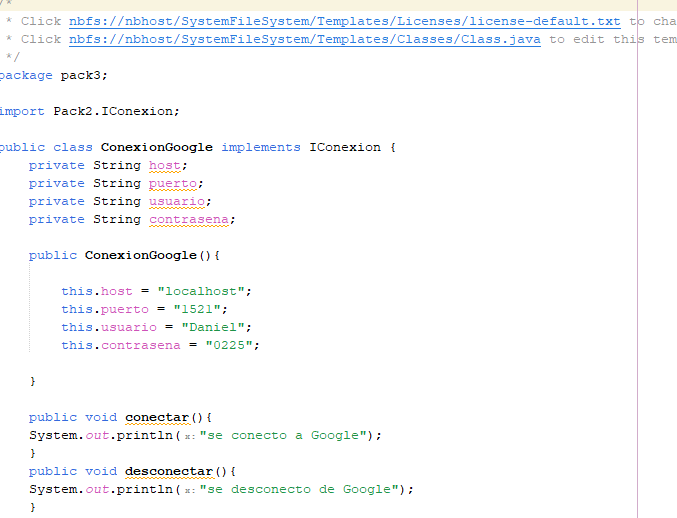 /*
* Click nbfs://nbhost/SystemFileSystem/Templates/Licenses/license-default.txt to cha
* Click nbfs://nbhost/SystemFileSystem/Templates/Classes/Class.java to edit this tem
*/
package pack3;
import Pack2.IConexion;
public class ConexionGoogle implements IConexion {
private String host;
private String puerto;
private String usuario;
private String contrasena;
public ConexionGoogle(){
this.host = "localhost";
this.puerto = "1521";
this.usuario = "Daniel";
this.contrasena = "0225";
}
public void conectar(){
System.out.println(x:"se conecto a Google");
}
public void desconectar(){
System.out.println(x:"se desconecto de Google");
}